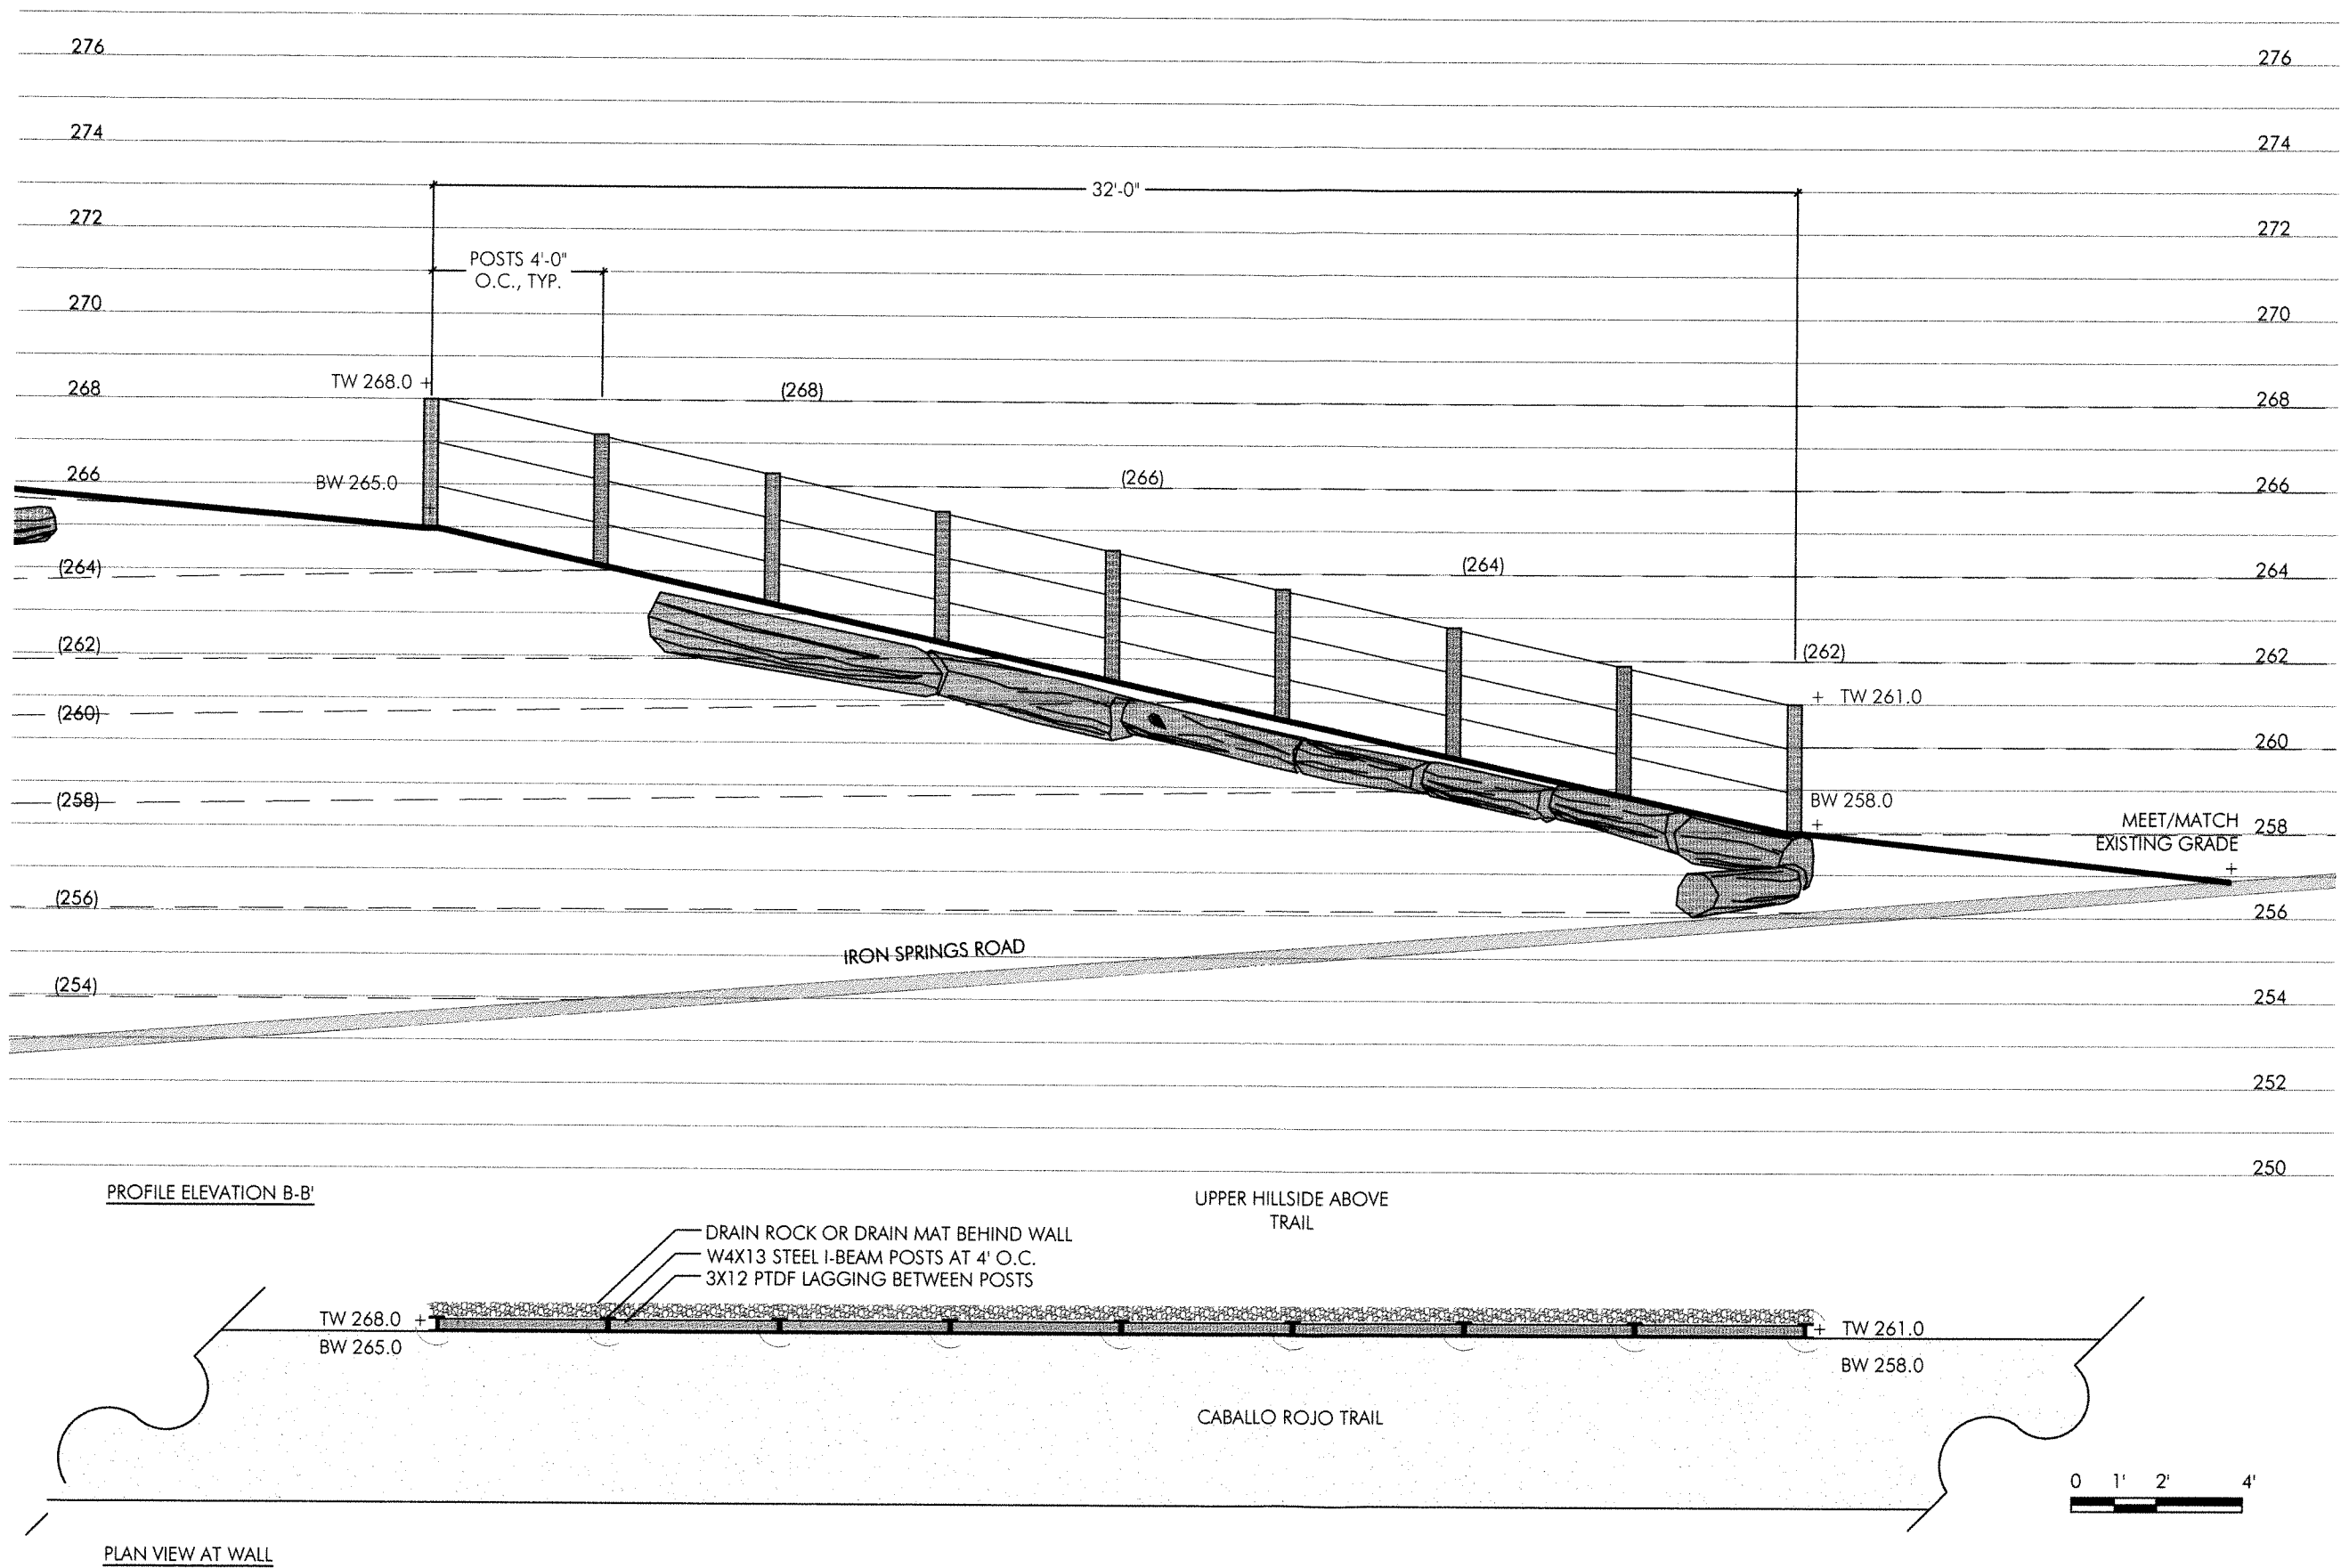 276 276
274 274
32'-0"
272 272
POSTS 4'-0"
O.C., TYP.
270 270
TW 268.0 +
268 (268) 268
266 BW 265.0 (266) 266
(264) (264) 264
(262) (262) 262
+ TW 261.0
(260) 260
(258) BW 258.0
+
MEET/MATCH 258
EXISTING GRADE
+
(256) 256
IRON SPRINGS ROAD
(254) 254
252
250
PROFILE ELEVATION B-B'
UPPER HILLSIDE ABOVE
TRAIL
DRAIN ROCK OR DRAIN MAT BEHIND WALL
W4X13 STEEL I-BEAM POSTS AT 4' O.C.
3X12 PTDF LAGGING BETWEEN POSTS
TW 268.0 + + TW 261.0
BW 265.0 BW 258.0
CABALLO ROJO TRAIL
0 1' 2' 4'
PLAN VIEW AT WALL